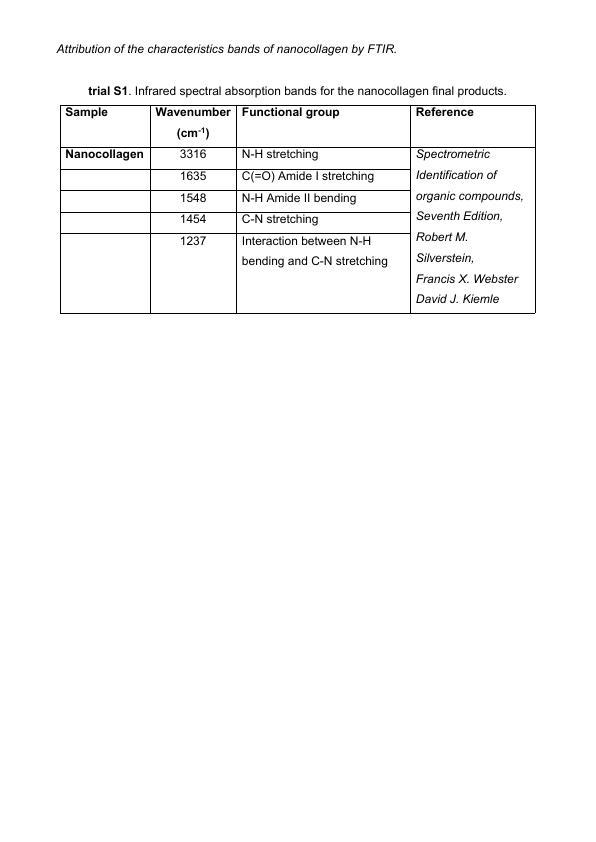 Attribution of the characteristics bands of nanocollagen by FTIR.
trial S1. Infrared spectral absorption bands for the nanocollagen final products.
Sample Wavenumber (cm-1) Functional group Reference
Nanocollagen 3316 N-H stretching Spectrometric
1635 C(=O) Amide I stretching Identification of
1548 N-H Amide II bending organic compounds,
1454 C-N stretching Seventh Edition,
1237 Interaction between N-H Robert M.
bending and C-N stretching Silverstein,
Francis X. Webster
David J. Kiemle